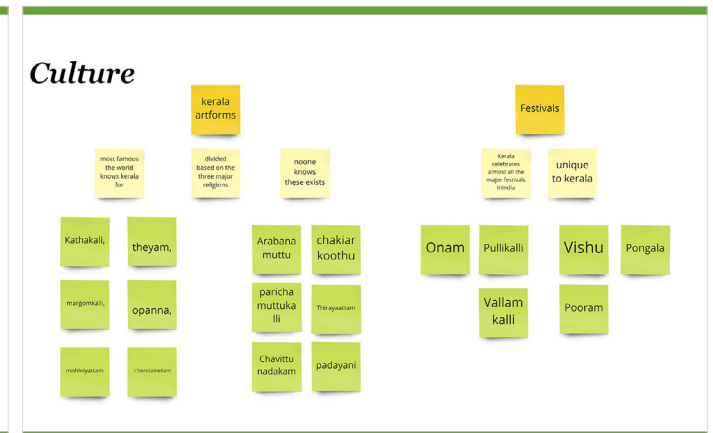 Culture
kerala
artforms
Festivals
most famous
the world
knows kerala
for
divided
based on the
three major
religions
noone
knows
these exists
Kerala
celebrates
almost all the
major festivals
inindia
unique
to kerala
Kathakali,
theyam,
Arabana
muttu
chakiar
koothu
Onam
Pullikalli
Vishu
Pongala
margomkalli,
opanna,
paricha
muttuka
lli
Thirayaattam
Vallam
kalli
Pooram
mohiniyattam
Chendamellam
Chavittu
nadakam
padayani